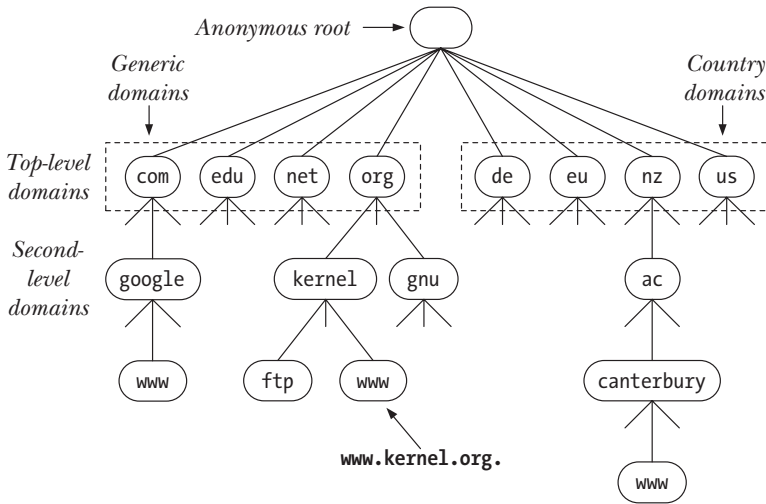 Anonymous root
Generic
domains
Country
domains
Top-level
domains
com
edu
net
org
de
eu
nz
us
Second-
level
domains
google
kernel
gnu
ac
www
ftp
www
canterbury
www.kernel.org.
www